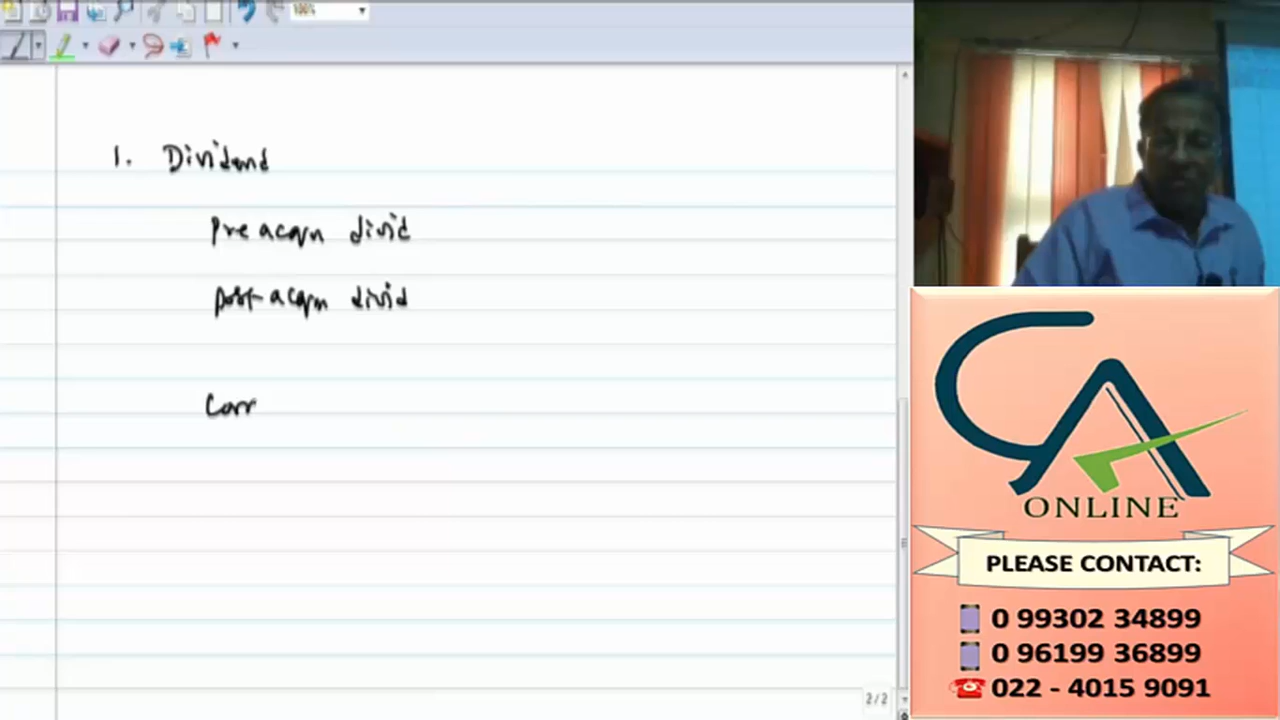 100%
1. Dividend
Pre acqn divid
post-acqn divid
Corr
2/2
CA
ONLINE
PLEASE CONTACT:
0 99302 34899
0 96199 36899
022 - 4015 9091